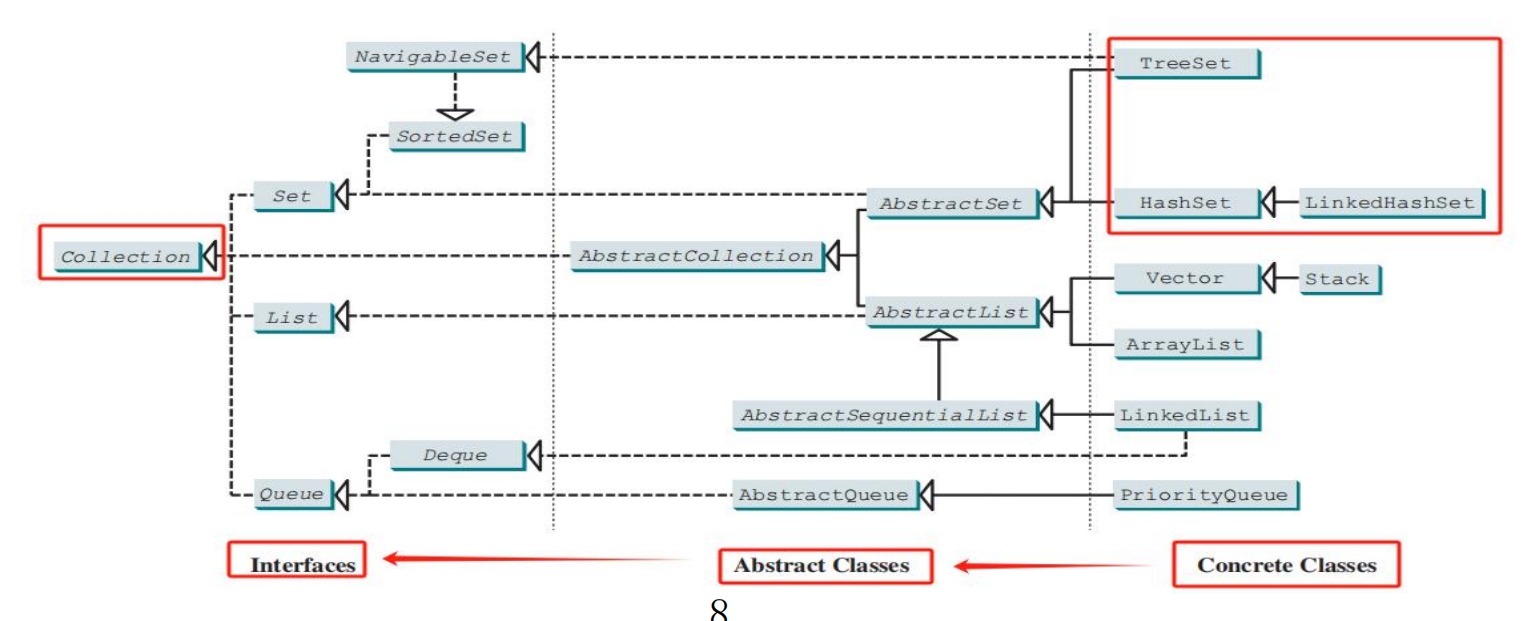 NavigableSet
TreeSet
SortedSet
Set
AbstractSet
HashSet
LinkedHashSet
Collection
AbstractCollection
Vector
Stack
List
AbstractList
ArrayList
AbstractSequentialList
LinkedList
Deque
Queue
AbstractQueue
PriorityQueue
Interfaces
Abstract Classes
Concrete Classes
8